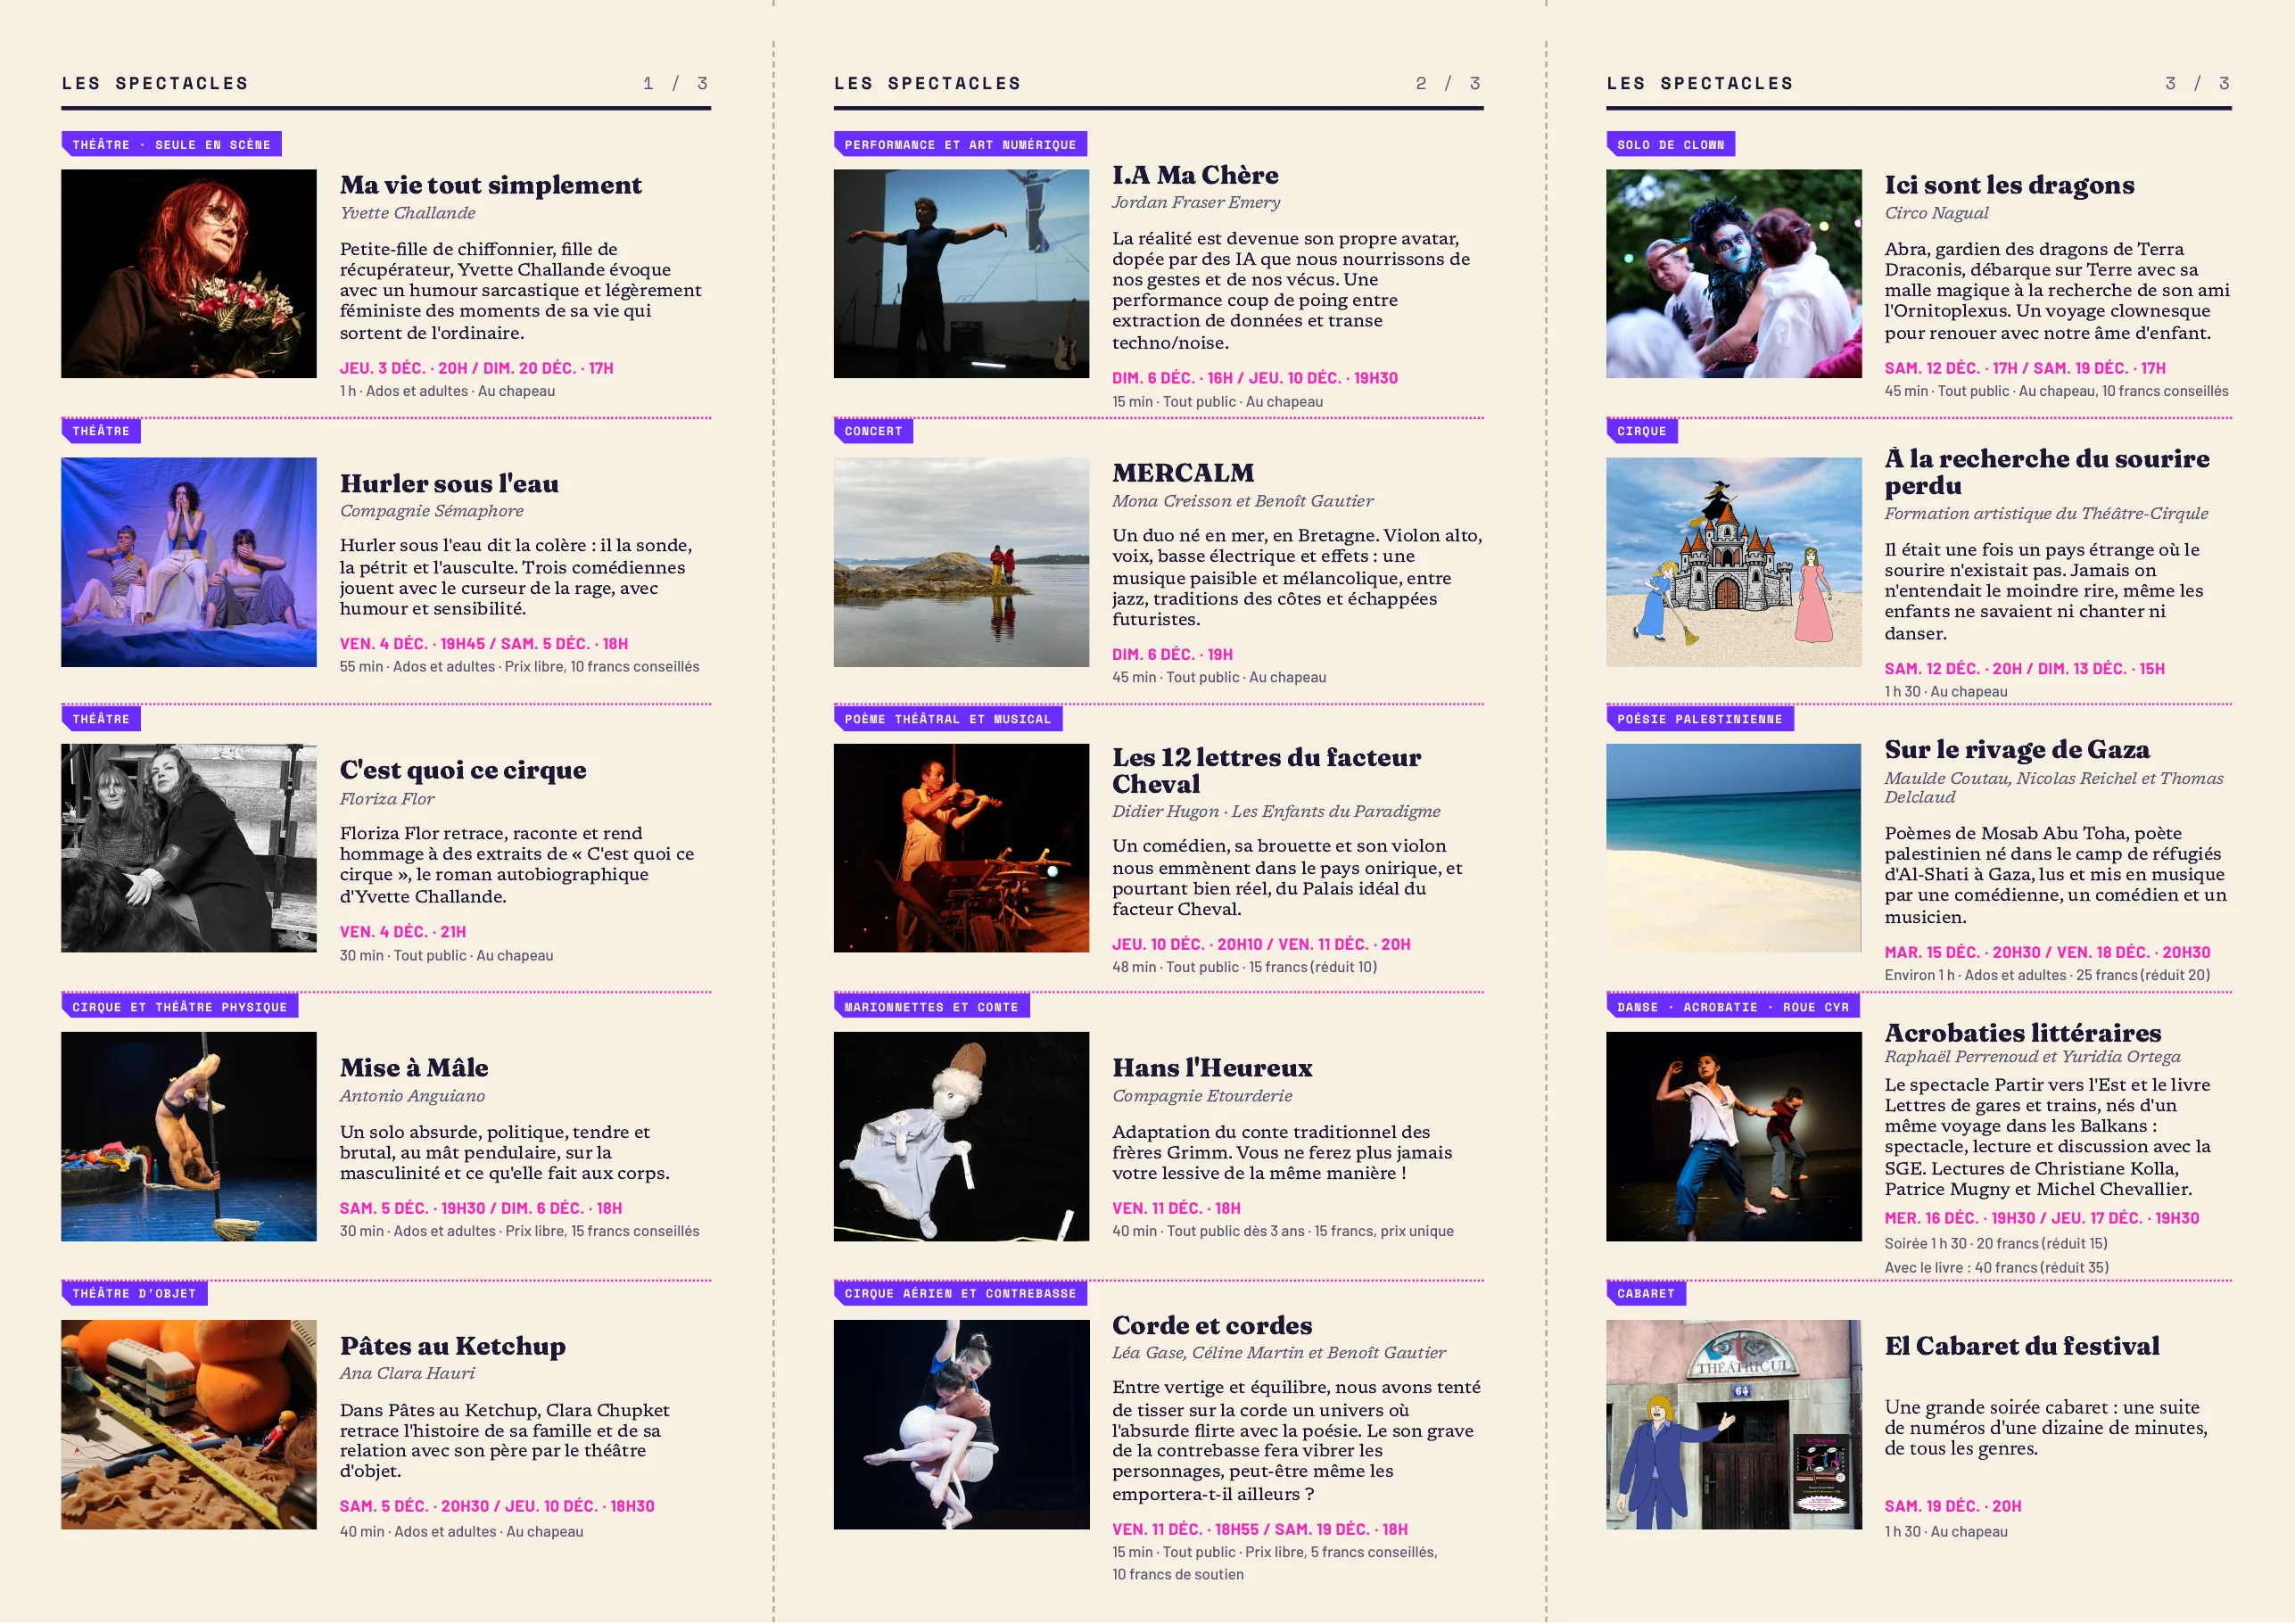 LES SPECTACLES
1 / 3
THÉÂTRE · SEULE EN SCÈNE
Ma vie tout simplement
Yvette Challande
Petite-fille de chiffonnier, fille de
récupérateur, Yvette Challande évoque
avec un humour sarcastique et légèrement
féministe des moments de sa vie qui
sortent de l'ordinaire.
JEU. 3 DÉC. · 20H / DIM. 20 DÉC. · 17H
1 h · Ados et adultes · Au chapeau
THÉÂTRE
Hurler sous l'eau
Compagnie Sémaphore
Hurler sous l'eau dit la colère : il la sonde,
la pétrit et l'ausculte. Trois comédiennes
jouent avec le curseur de la rage, avec
humour et sensibilité.
VEN. 4 DÉC. · 19H45 / SAM. 5 DÉC. · 18H
55 min · Ados et adultes · Prix libre, 10 francs conseillés
THÉÂTRE
C'est quoi ce cirque
Floriza Flor
Floriza Flor retrace, raconte et rend
hommage à des extraits de « C'est quoi ce
cirque », le roman autobiographique
d'Yvette Challande.
VEN. 4 DÉC. · 21H
30 min · Tout public · Au chapeau
CIRQUE ET THÉÂTRE PHYSIQUE
Mise à Mâle
Antonio Anguiano
Un solo absurde, politique, tendre et
brutal, au mât pendulaire, sur la
masculinité et ce qu'elle fait aux corps.
SAM. 5 DÉC. · 19H30 / DIM. 6 DÉC. · 18H
30 min · Ados et adultes · Prix libre, 15 francs conseillés
THÉÂTRE D'OBJET
Pâtes au Ketchup
Ana Clara Hauri
Dans Pâtes au Ketchup, Clara Chupket
retrace l'histoire de sa famille et de sa
relation avec son père par le théâtre
d'objet.
SAM. 5 DÉC. · 20H30 / JEU. 10 DÉC. · 18H30
40 min · Ados et adultes · Au chapeau
LES SPECTACLES
2 / 3
PERFORMANCE ET ART NUMÉRIQUE
I.A Ma Chère
Jordan Fraser Emery
La réalité est devenue son propre avatar,
dopée par des IA que nous nourrissons de
nos gestes et de nos vécus. Une
performance coup de poing entre
extraction de données et transe
techno/noise.
DIM. 6 DÉC. · 16H / JEU. 10 DÉC. · 19H30
15 min · Tout public · Au chapeau
CONCERT
MERCALM
Mona Creisson et Benoît Gautier
Un duo né en mer, en Bretagne. Violon alto,
voix, basse électrique et effets : une
musique paisible et mélancolique, entre
jazz, traditions des côtes et échappées
futuristes.
DIM. 6 DÉC. · 19H
45 min · Tout public · Au chapeau
POÈME THÉÂTRAL ET MUSICAL
Les 12 lettres du facteur
Cheval
Didier Hugon · Les Enfants du Paradigme
Un comédien, sa brouette et son violon
nous emmènent dans le pays onirique, et
pourtant bien réel, du Palais idéal du
facteur Cheval.
JEU. 10 DÉC. · 20H10 / VEN. 11 DÉC. · 20H
48 min · Tout public · 15 francs (réduit 10)
MARIONNETTES ET CONTE
Hans l'Heureux
Compagnie Etourderie
Adaptation du conte traditionnel des
frères Grimm. Vous ne ferez plus jamais
votre lessive de la même manière !
VEN. 11 DÉC. · 18H
40 min · Tout public dès 3 ans · 15 francs, prix unique
CIRQUE AÉRIEN ET CONTREBASSE
Corde et cordes
Léa Gase, Céline Martin et Benoît Gautier
Entre vertige et équilibre, nous avons tenté
de tisser sur la corde un univers où
l'absurde flirte avec la poésie. Le son grave
de la contrebasse fera vibrer les
personnages, peut-être même les
emportera-t-il ailleurs ?
VEN. 11 DÉC. · 18H55 / SAM. 19 DÉC. · 18H
15 min · Tout public · Prix libre, 5 francs conseillés,
10 francs de soutien
LES SPECTACLES
3 / 3
SOLO DE CLOWN
Ici sont les dragons
Circo Nagual
Abra, gardien des dragons de Terra
Draconis, débarque sur Terre avec sa
malle magique à la recherche de son ami
l'Ornitoplexus. Un voyage clownesque
pour renouer avec notre âme d'enfant.
SAM. 12 DÉC. · 17H / SAM. 19 DÉC. · 17H
45 min · Tout public · Au chapeau, 10 francs conseillés
CIRQUE
À la recherche du sourire
perdu
Formation artistique du Théâtre-Cirqule
Il était une fois un pays étrange où le
sourire n'existait pas. Jamais on
n'entendait le moindre rire, même les
enfants ne savaient ni chanter ni
danser.
SAM. 12 DÉC. · 20H / DIM. 13 DÉC. · 15H
1 h 30 · Au chapeau
POÉSIE PALESTINIENNE
Sur le rivage de Gaza
Maulde Coutau, Nicolas Reichel et Thomas
Delclaud
Poèmes de Mosab Abu Toha, poète
palestinien né dans le camp de réfugiés
d'Al-Shati à Gaza, lus et mis en musique
par une comédienne, un comédien et un
musicien.
MAR. 15 DÉC. · 20H30 / VEN. 18 DÉC. · 20H30
Environ 1 h · Ados et adultes · 25 francs (réduit 20)
DANSE · ACROBATIE · ROUE CYR
Acrobaties littéraires
Raphaël Perrenoud et Yuridia Ortega
Le spectacle Partir vers l'Est et le livre
Lettres de gares et trains, nés d'un
même voyage dans les Balkans :
spectacle, lecture et discussion avec la
SGE. Lectures de Christiane Kolla,
Patrice Mugny et Michel Chevallier.
MER. 16 DÉC. · 19H30 / JEU. 17 DÉC. · 19H30
Soirée 1 h 30 · 20 francs (réduit 15)
Avec le livre : 40 francs (réduit 35)
CABARET
THÉÂTRICUL
64
El Cabaret du festival
Une grande soirée cabaret : une suite
de numéros d'une dizaine de minutes,
de tous les genres.
SAM. 19 DÉC. · 20H
1 h 30 · Au chapeau